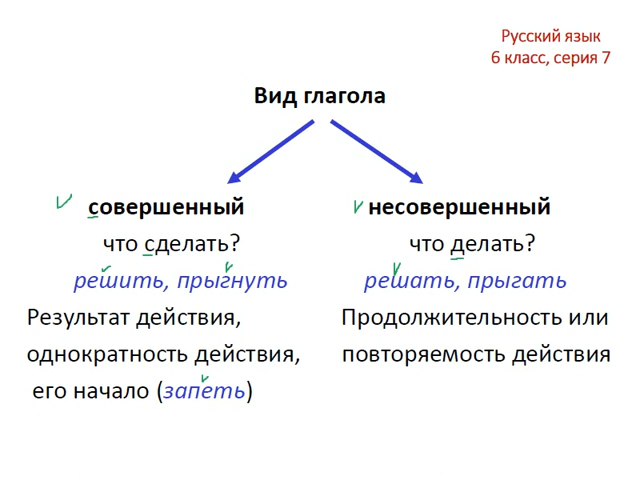 Русский язык
6 класс, серия 7
Вид глагола
совершенный
что сделать?
решить, прыгнуть
Результат действия,
однократность действия,
его начало (запеть)
несовершенный
что делать?
решать, прыгать
Продолжительность или
повторяемость действия